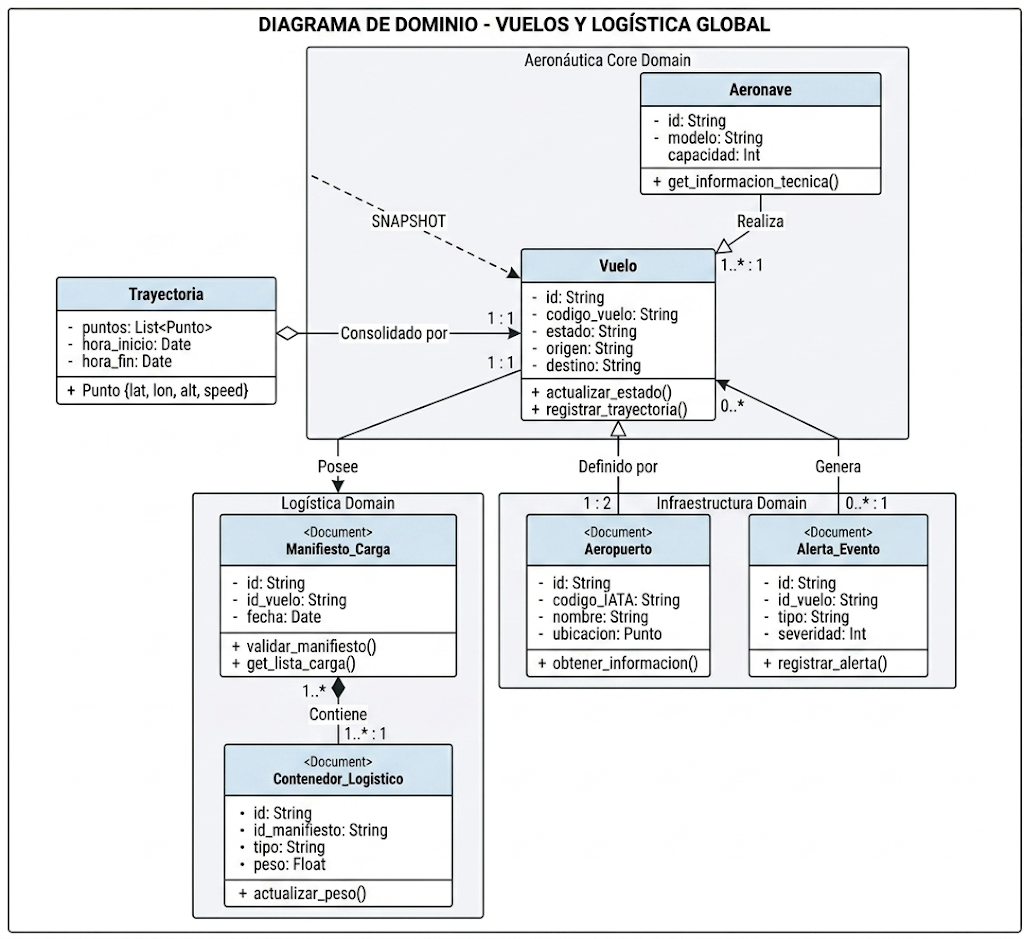 DIAGRAMA DE DOMINIO - VUELOS Y LOGÍSTICA GLOBAL
Aeronáutica Core Domain
Aeronave
- id: String
- modelo: String
capacidad: Int
+ get_informacion_tecnica()
SNAPSHOT
Realiza
1..* : 1
Vuelo
- id: String
- codigo_vuelo: String
- estado: String
- origen: String
- destino: String
+ actualizar_estado()
+ registrar_trayectoria()
Trayectoria
- puntos: List<Punto>
- hora_inicio: Date
- hora_fin: Date
+ Punto {lat, lon, alt, speed}
1 : 1
Consolidado por
1 : 1
0..*
Posee
Definido por
Genera
Logística Domain
<Document>
Manifiesto_Carga
- id: String
- id_vuelo: String
- fecha: Date
+ validar_manifiesto()
+ get_lista_carga()
1..*
Contiene
1..* : 1
<Document>
Contenedor_Logistico
• id: String
• id_manifiesto: String
• tipo: String
• peso: Float
+ actualizar_peso()
1 : 2
Infraestructura Domain
0..* : 1
<Document>
Aeropuerto
- id: String
- codigo_IATA: String
- nombre: String
- ubicacion: Punto
+ obtener_informacion()
<Document>
Alerta_Evento
- id: String
- id_vuelo: String
- tipo: String
- severidad: Int
+ registrar_alerta()